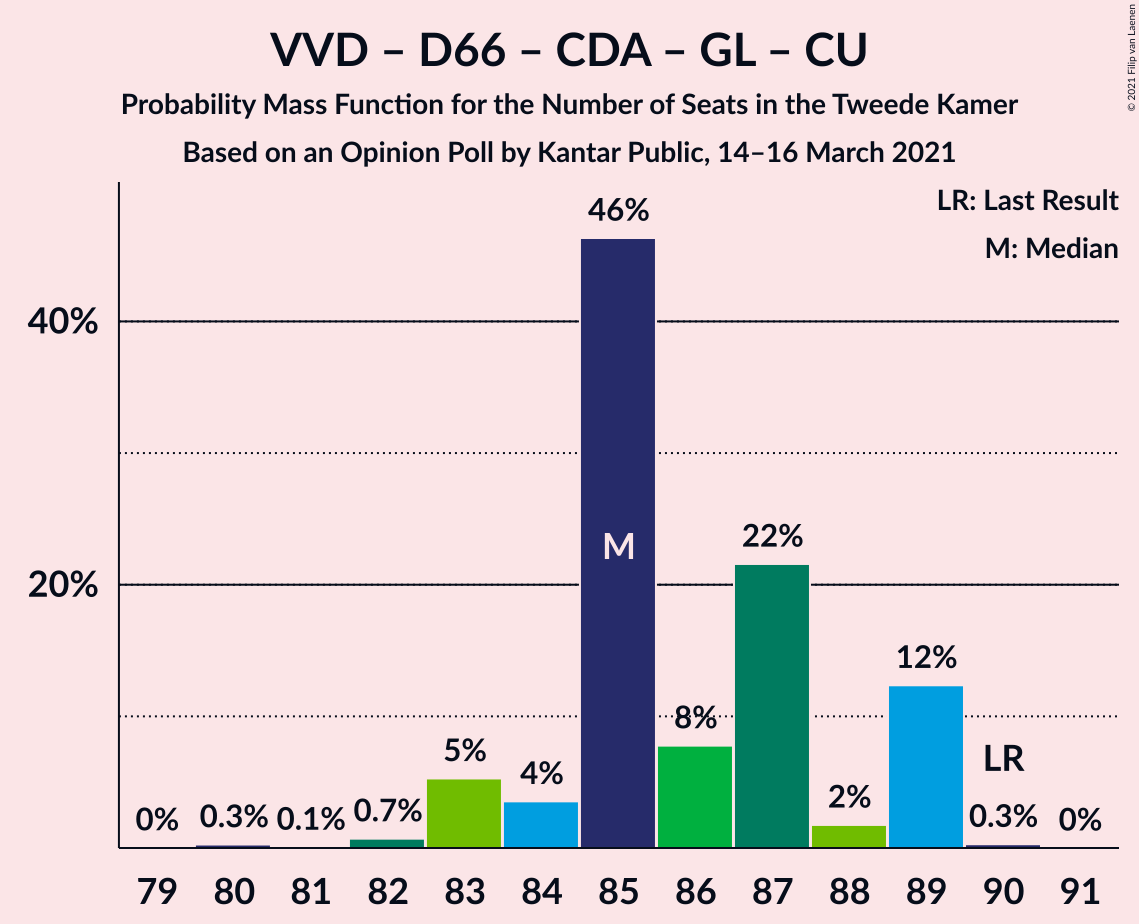 VVD – D66 – CDA – GL – CU
Probability Mass Function for the Number of Seats in the Tweede Kamer
Based on an Opinion Poll by Kantar Public, 14–16 March 2021
© 2021 Filip van Laenen
LR: Last Result
M: Median
40%
20%
0%
0.3%
0.1%
0.7%
5%
4%
46%
M
8%
22%
2%
12%
LR
0.3%
0%
79 80 81 82 83 84 85 86 87 88 89 90 91